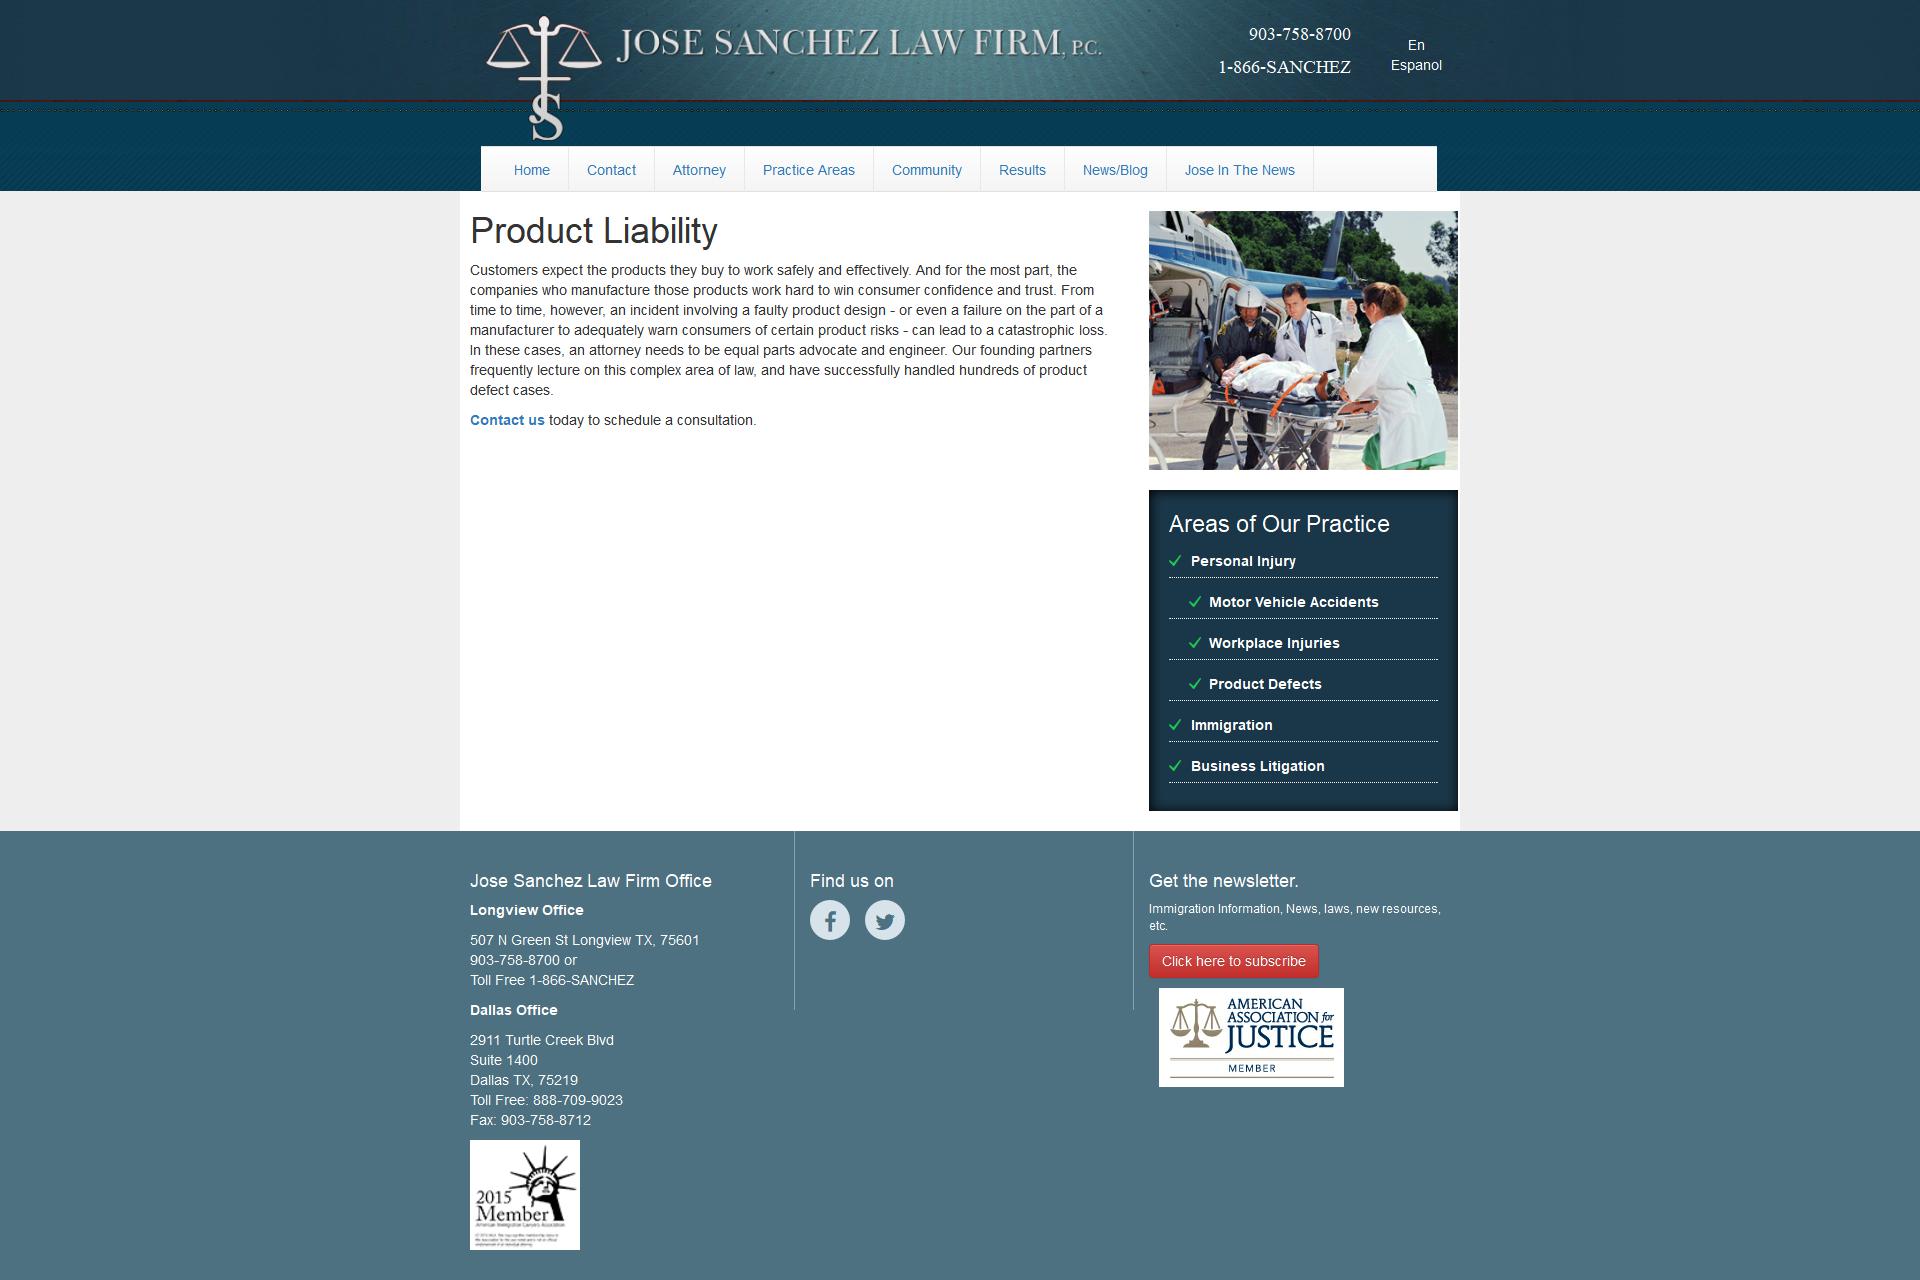 JOSE SANCHEZ LAW FIRM, P.C.
903-758-8700
1-866-SANCHEZ
En
Espanol
JS
Home
Contact
Attorney
Practice Areas
Community
Results
News/Blog
Jose In The News
Product Liability
Customers expect the products they buy to work safely and effectively. And for the most part, the
companies who manufacture those products work hard to win consumer confidence and trust. From
time to time, however, an incident involving a faulty product design - or even a failure on the part of a
manufacturer to adequately warn consumers of certain product risks - can lead to a catastrophic loss.
In these cases, an attorney needs to be equal parts advocate and engineer. Our founding partners
frequently lecture on this complex area of law, and have successfully handled hundreds of product
defect cases.
Contact us today to schedule a consultation.
Areas of Our Practice
Personal Injury
Motor Vehicle Accidents
Workplace Injuries
Product Defects
Immigration
Business Litigation
Jose Sanchez Law Firm Office
Longview Office
507 N Green St Longview TX, 75601
903-758-8700 or
Toll Free 1-866-SANCHEZ
Dallas Office
2911 Turtle Creek Blvd
Suite 1400
Dallas TX, 75219
Toll Free: 888-709-9023
Fax: 903-758-8712
2015
Member
American Immigration Lawyers Association
Find us on
Get the newsletter.
Immigration Information, News, laws, new resources,
etc.
Click here to subscribe
AMERICAN
ASSOCIATION for
JUSTICE
MEMBER